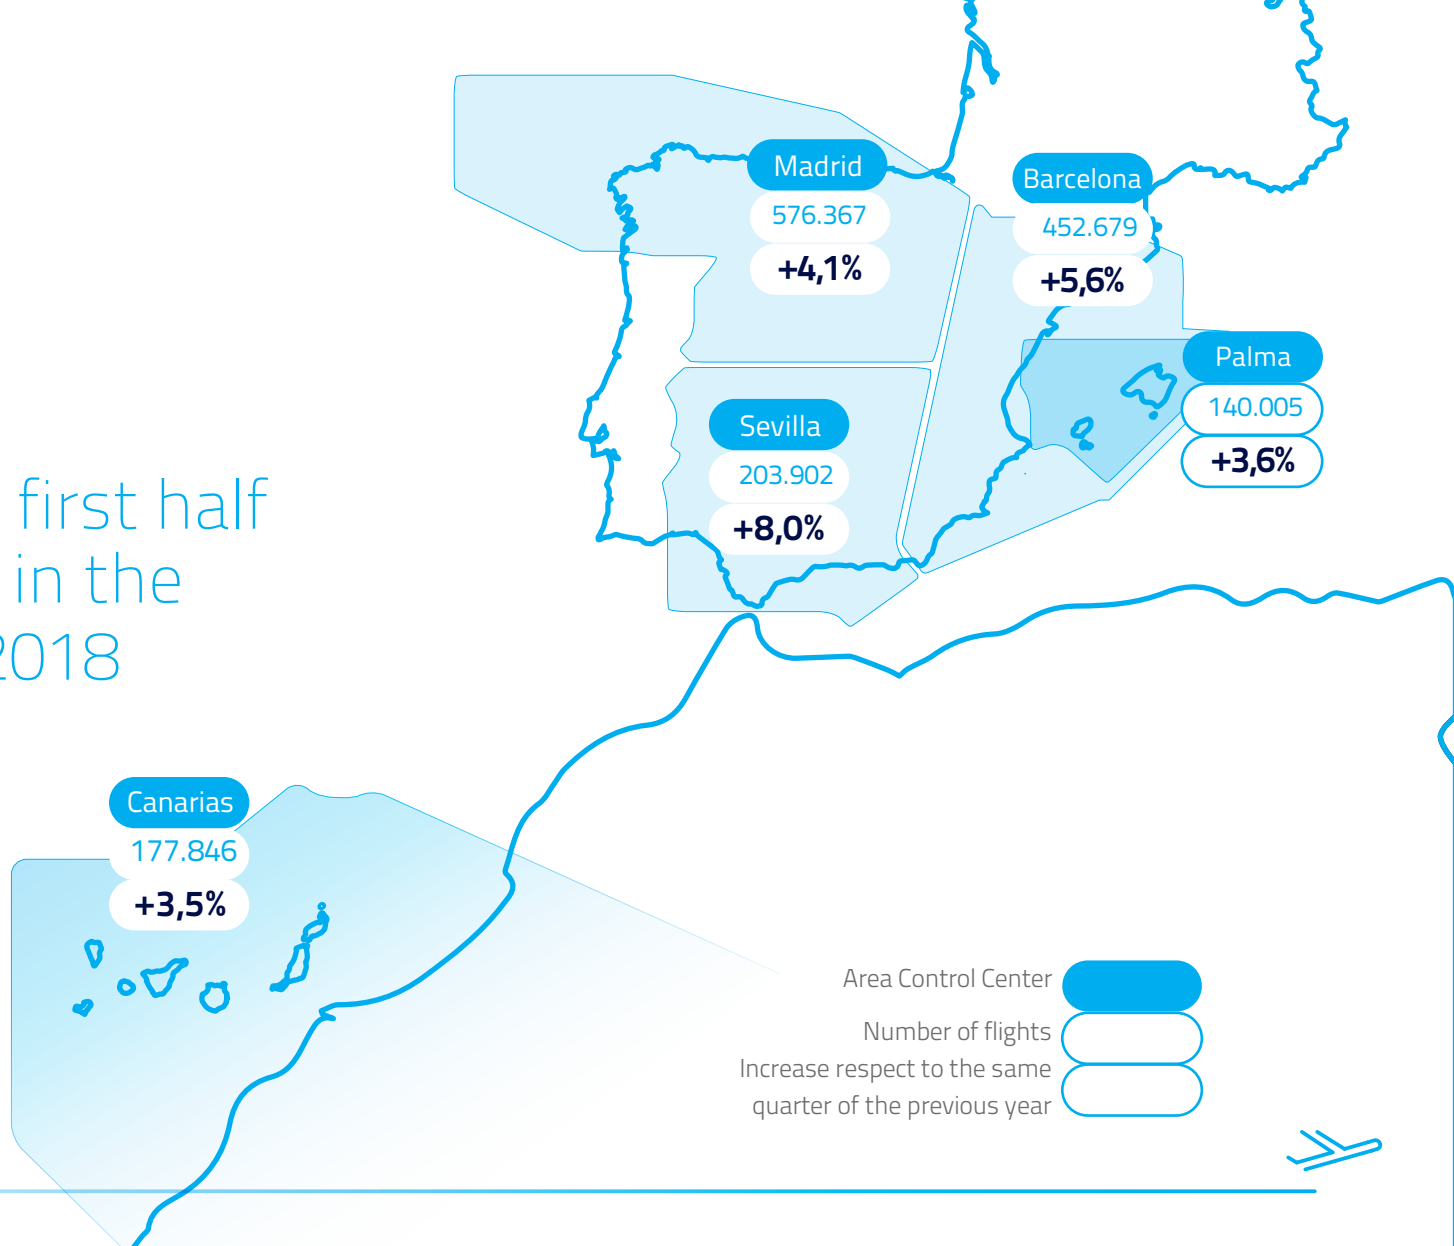 Madrid
576.367
+4,1%
Barcelona
452.679
+5,6%
Palma
140.005
+3,6%
Sevilla
203.902
+8,0%
first half
in the
2018
Canarias
177.846
+3,5%
Area Control Center
Number of flights
Increase respect to the same
quarter of the previous year